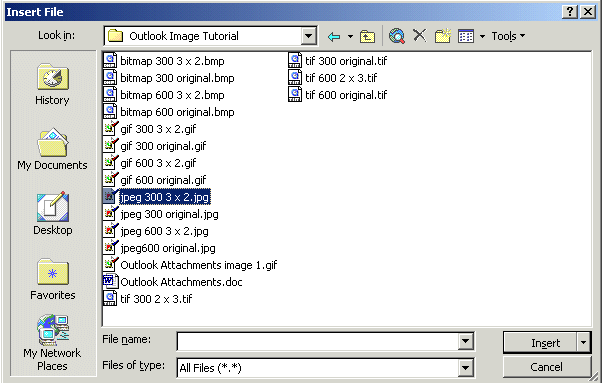 Insert File
Look in:
Outlook Image Tutorial
Tools
History
My Documents
Desktop
Favorites
My Network
Places
bitmap 300 3 x 2.bmp
bitmap 300 original.bmp
bitmap 600 3 x 2.bmp
bitmap 600 original.bmp
gif 300 3 x 2.gif
gif 300 original.gif
gif 600 3 x 2.gif
gif 600 original.gif
jpeg 300 3 x 2.jpg
jpeg 300 original.jpg
jpeg 600 3 x 2.jpg
jpeg600 original.jpg
Outlook Attachments image 1.gif
Outlook Attachments.doc
tif 300 2 x 3.tif
tif 300 original.tif
tif 600 2 x 3.tif
tif 600 original.tif
File name:
Insert
Files of type:
All Files (*.*)
Cancel